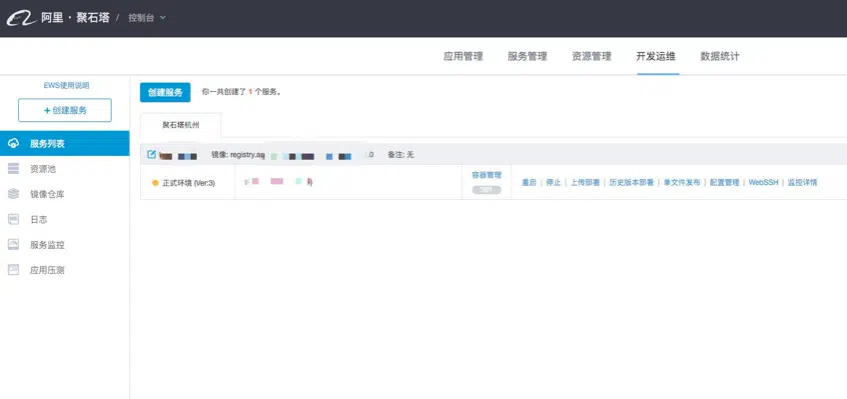 阿里·聚石塔 / 控制台
应用管理 服务管理 资源管理 开发运维 数据统计
EWS使用说明
+创建服务
服务列表
资源池
镜像仓库
日志
服务监控
应用压测
创建服务 你一共创建了 1 个服务。
聚石塔杭州
镜像: registry.aq .0 备注: 无
正式环境 (Ver:3) 容器管理 重启 | 停止 | 上传部署 | 历史版本部署 | 单文件发布 | 配置管理 | WebSSH | 监控详情